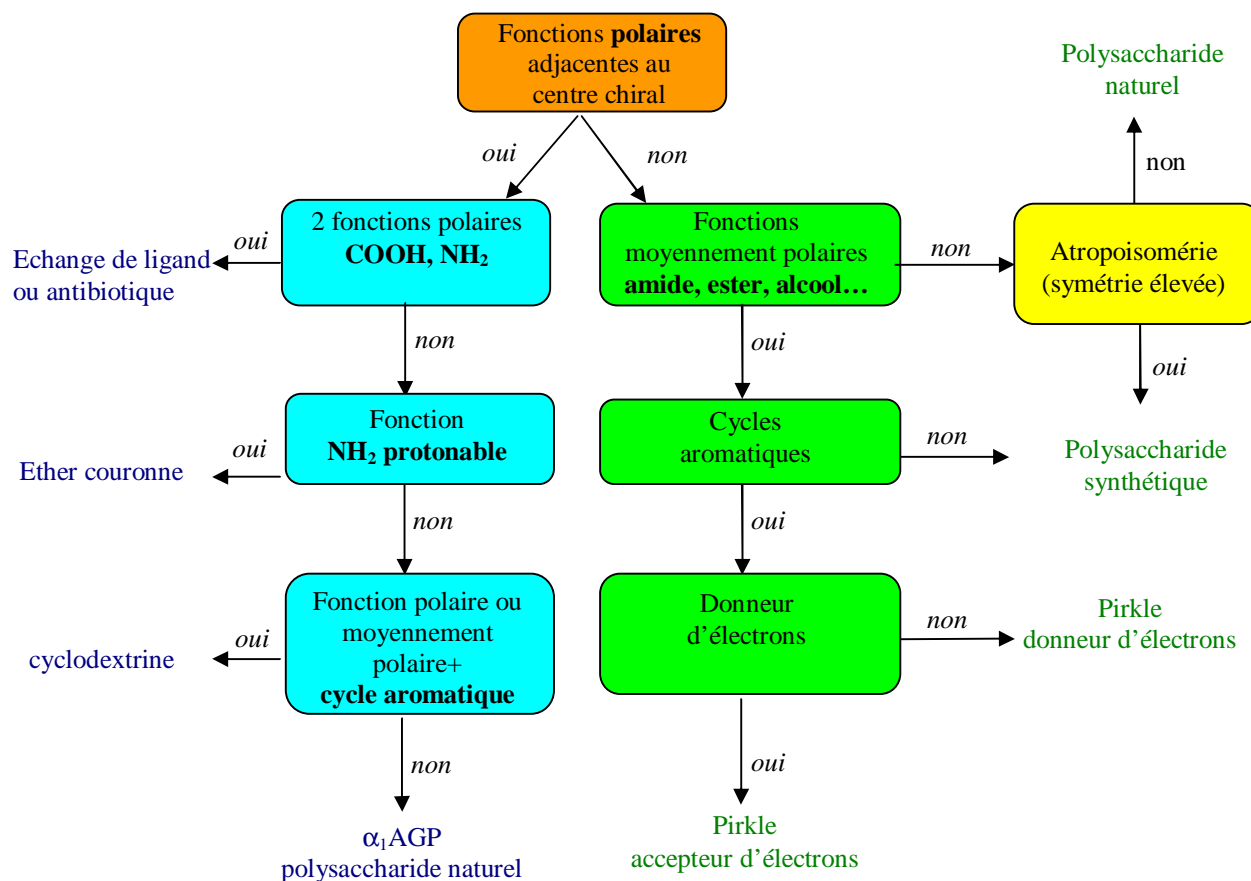 Fonctions polaires
adjacentes au
centre chiral
oui
non
Polysaccharide
naturel
non
2 fonctions polaires
COOH, NH₂
oui
Echange de ligand
ou antibiotique
Fonctions
moyennement polaires
amide, ester, alcool…
non
Atropoisomérie
(symétrie élevée)
non
oui
oui
Fonction
NH₂ protonable
oui
Ether couronne
Cycles
aromatiques
non
Polysaccharide
synthétique
non
oui
Fonction polaire ou
moyennement
polaire+
cycle aromatique
oui
cyclodextrine
Donneur
d’électrons
non
Pirkle
donneur d’électrons
non
oui
α₁AGP
polysaccharide naturel
Pirkle
accepteur d’électrons